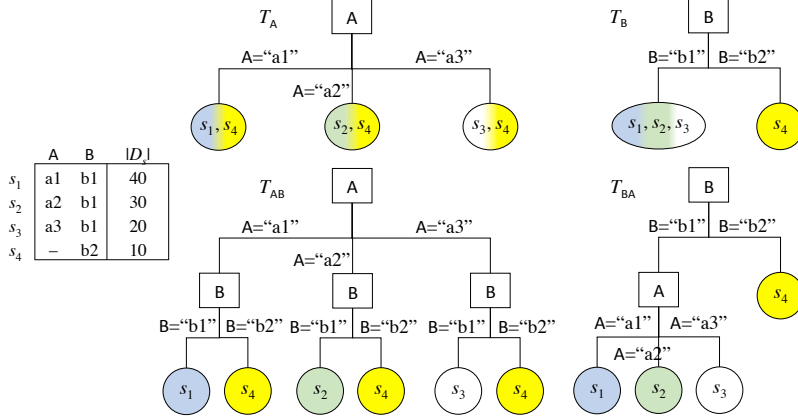 T_A
A
A="a1"
A="a3"
A="a2"
s₁, s₄
s₂, s₄
s₃, s₄
T_B
B
B="b1" B="b2"
s₁, s₂, s₃
s₄
A B |Dₛ|
s₁ a1 b1 40
s₂ a2 b1 30
s₃ a3 b1 20
s₄ – b2 10
T_AB
A
A="a1"
A="a3"
A="a2"
B
B
B
B="b1" B="b2"
B="b1" B="b2"
B="b1" B="b2"
s₁
s₄
s₂
s₄
s₃
s₄
T_BA
B
B="b1" B="b2"
A
s₄
A="a1" A="a3"
A="a2"
s₁
s₂
s₃